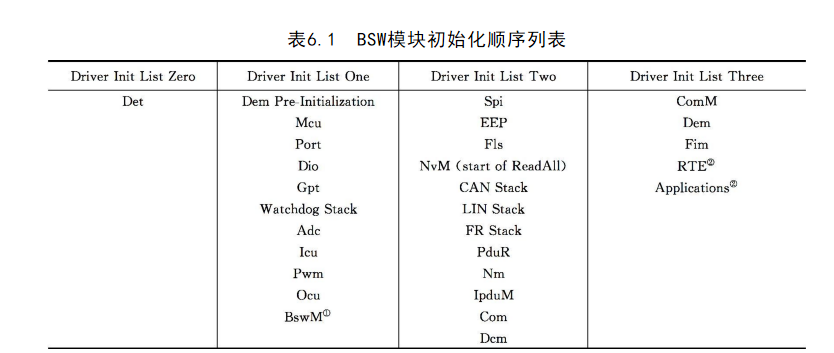 表6.1 BSW模块初始化顺序列表
Driver Init List Zero Driver Init List One Driver Init List Two Driver Init List Three
Det Dem Pre-Initialization Spi ComM
Mcu EEP Dem
Port Fls Fim
Dio NvM (start of ReadAll) RTE②
Gpt CAN Stack Applications②
Watchdog Stack LIN Stack
Adc FR Stack
Icu PduR
Pwm Nm
Ocu IpduM
BswM① Com
Dcm